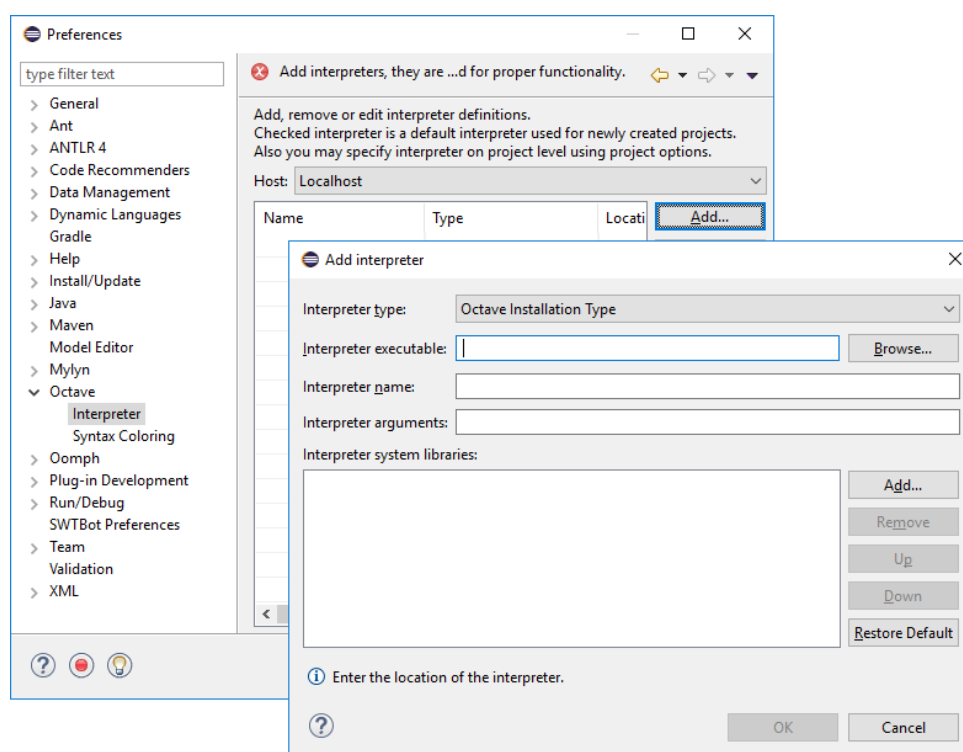 Preferences
type filter text
General
Ant
ANTLR 4
Code Recommenders
Data Management
Dynamic Languages
Gradle
Help
Install/Update
Java
Maven
Model Editor
Mylyn
Octave
Interpreter
Syntax Coloring
Oomph
Plug-in Development
Run/Debug
SWTBot Preferences
Team
Validation
XML
Add interpreters, they are ...d for proper functionality.
Add, remove or edit interpreter definitions.
Checked interpreter is a default interpreter used for newly created projects.
Also you may specify interpreter on project level using project options.
Host: Localhost
Name Type Locati Add...
Add interpreter
Interpreter type: Octave Installation Type
Interpreter executable: Browse...
Interpreter name:
Interpreter arguments:
Interpreter system libraries:
Add...
Remove
Up
Down
Restore Default
Enter the location of the interpreter.
OK Cancel